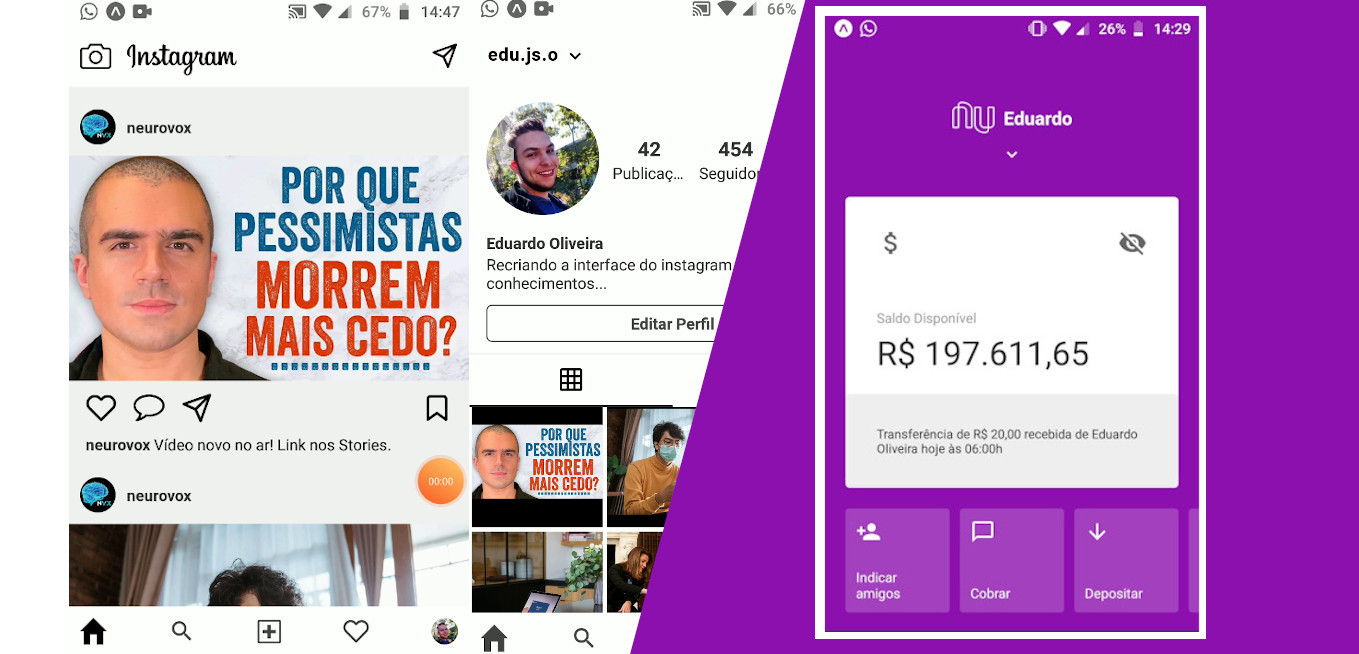 67% 14:47
Instagram
neurovox
POR QUE
PESSIMISTAS
MORREM
MAIS CEDO?
neurovox Vídeo novo no ar! Link nos Stories.
00:00
neurovox
66%
edu.js.o
42
Publicaç...
454
Seguidor
Eduardo Oliveira
Recriando a interface do instagram
conhecimentos...
Editar Perfil
POR QUE
PESSIMISTAS
MORREM
MAIS CEDO?
26% 14:29
nu Eduardo
$
Saldo Disponível
R$ 197.611,65
Transferência de R$ 20,00 recebida de Eduardo
Oliveira hoje às 06:00h
Indicar
amigos
Cobrar
Depositar